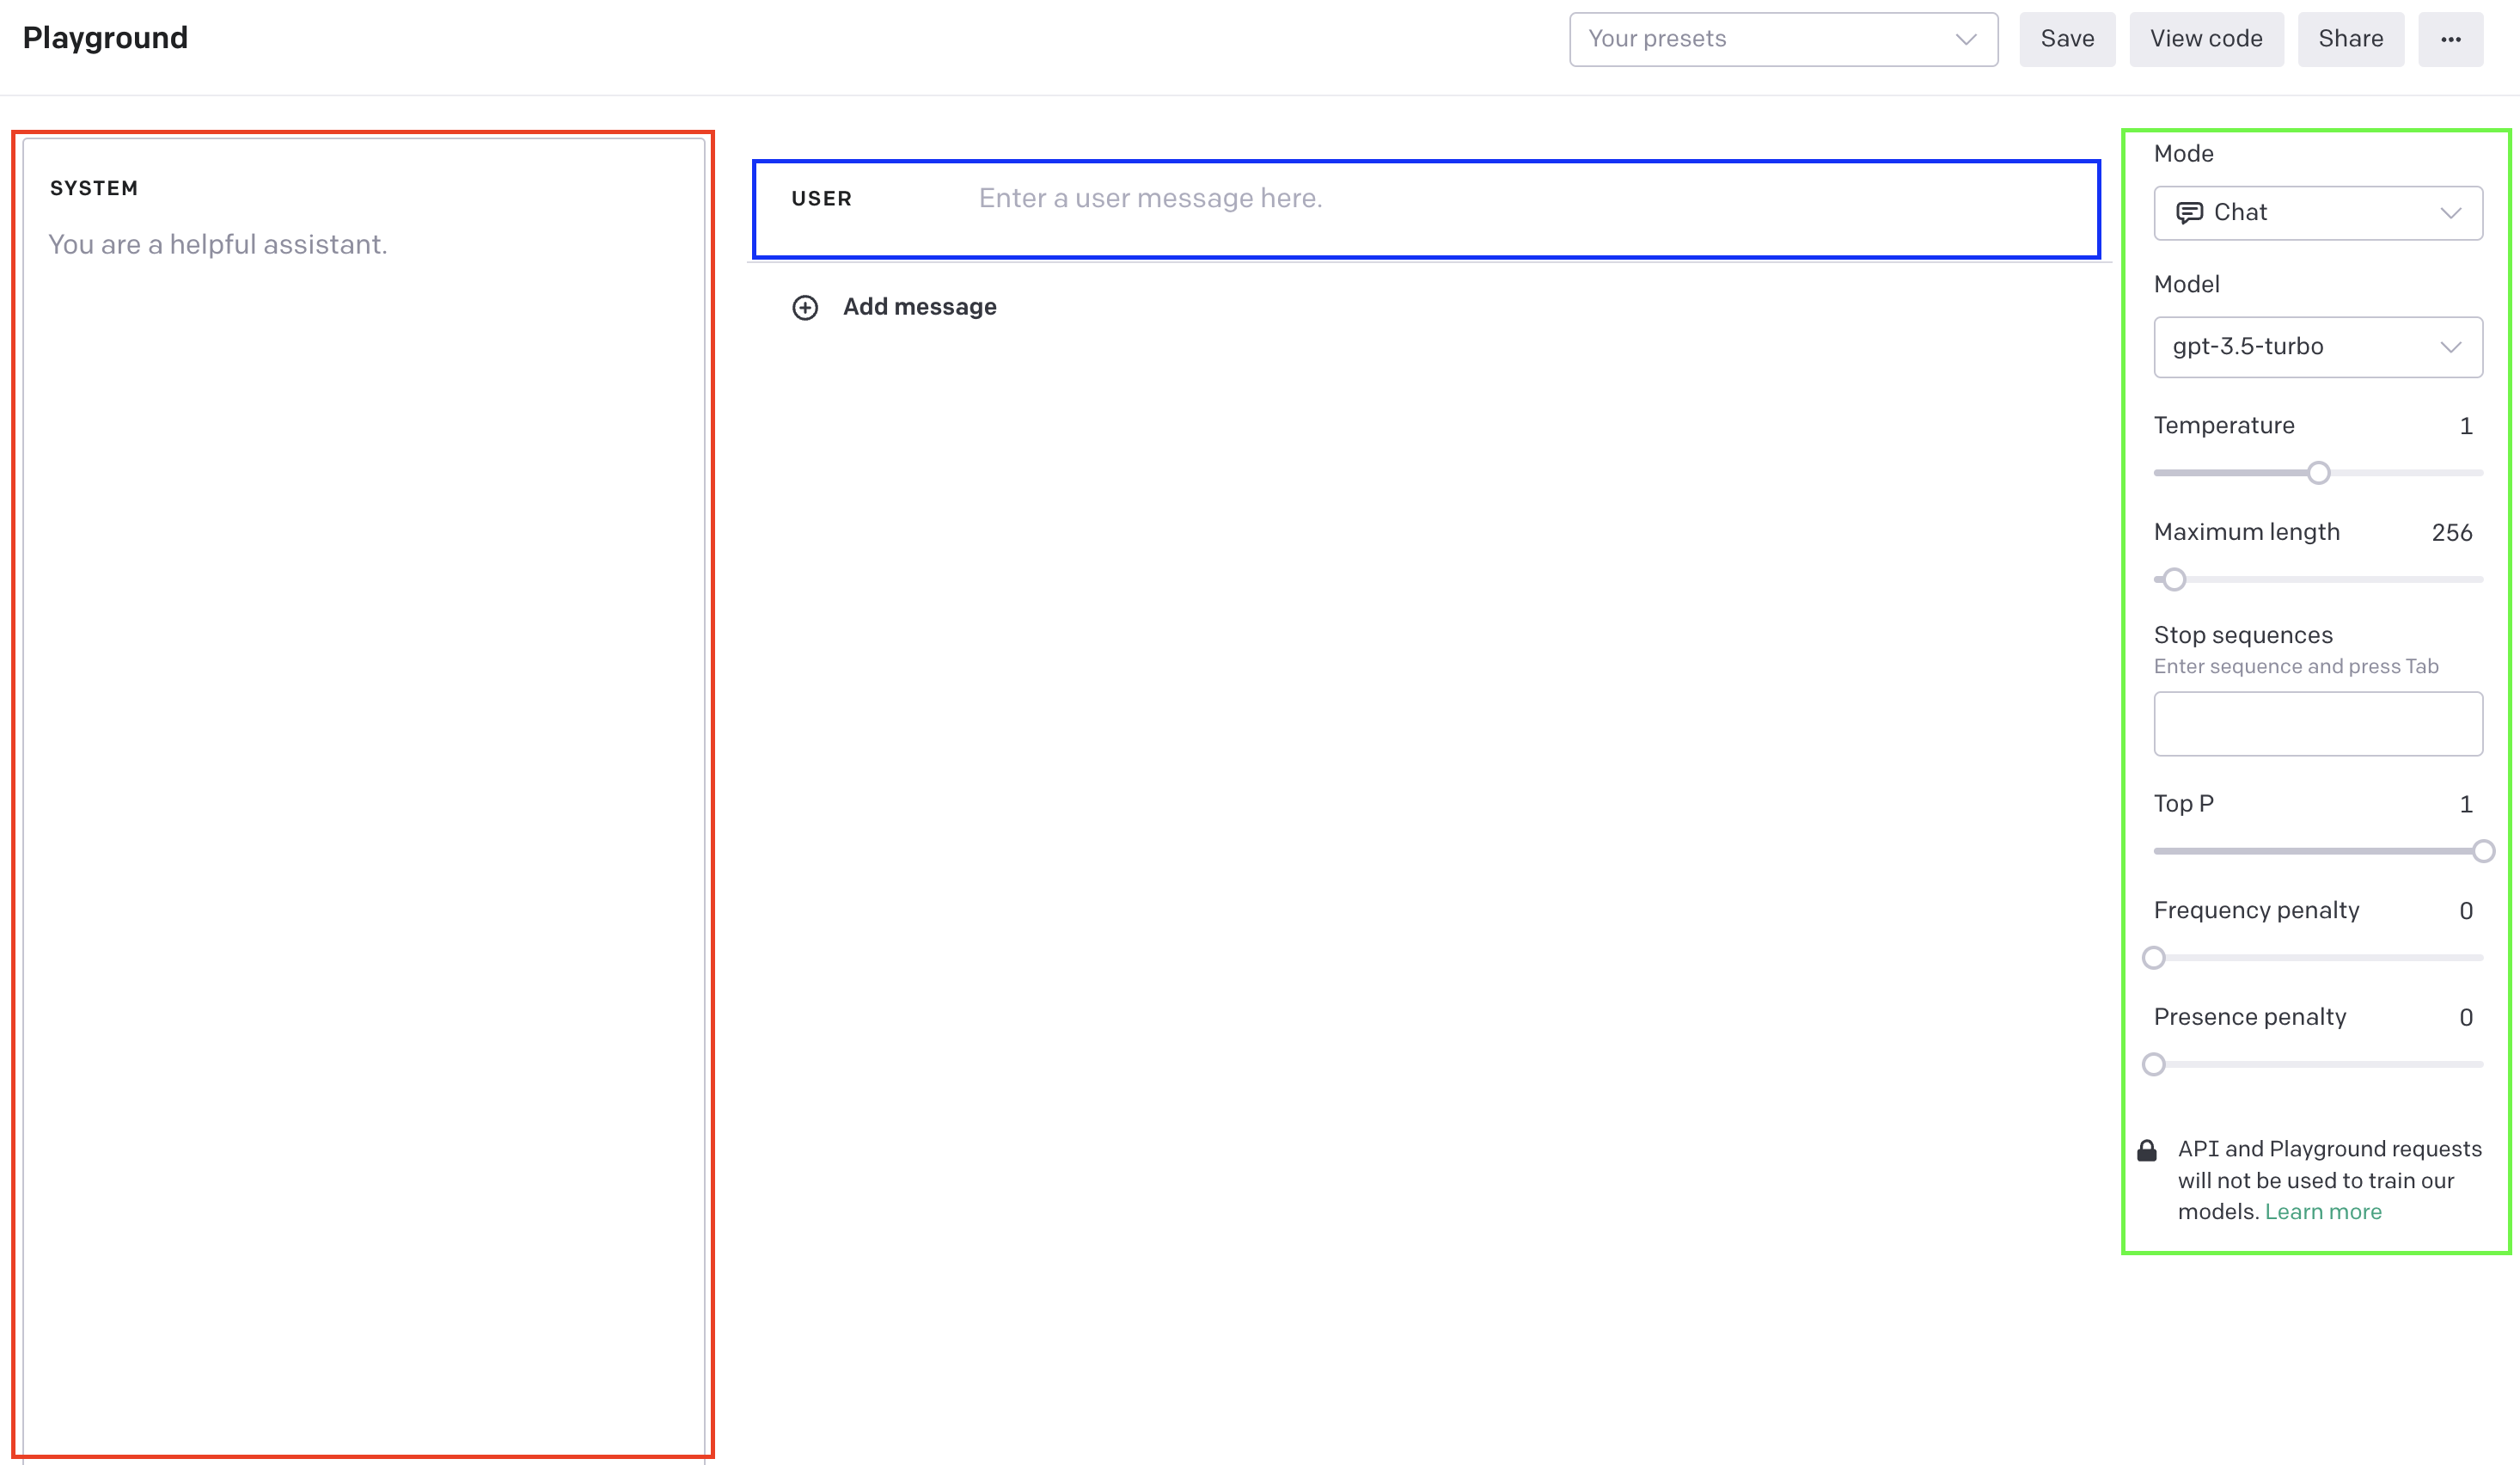 Playground
Your presets
Save
View code
Share
SYSTEM
You are a helpful assistant.
USER
Enter a user message here.
Add message
Mode
Chat
Model
gpt-3.5-turbo
Temperature 1
Maximum length 256
Stop sequences
Enter sequence and press Tab
Top P 1
Frequency penalty 0
Presence penalty 0
API and Playground requests
will not be used to train our
models. Learn more